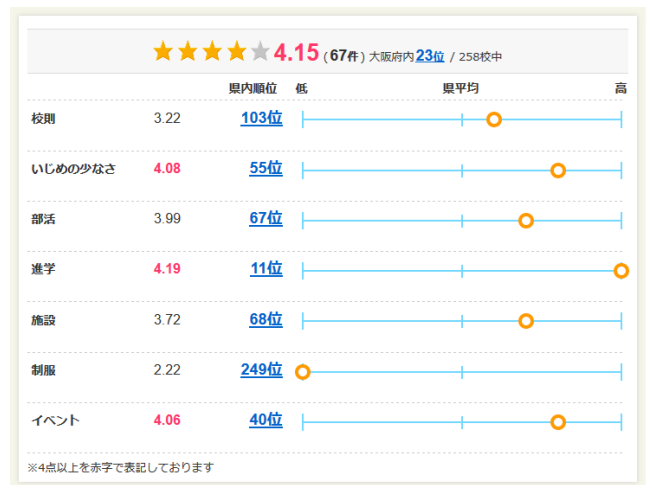 ★★★★★ 4.15 (67件) 大阪府内23位 / 258校中
県内順位 低 県平均 高
校則 3.22 103位
いじめの少なさ 4.08 55位
部活 3.99 67位
進学 4.19 11位
施設 3.72 68位
制服 2.22 249位
イベント 4.06 40位
※4点以上を赤字で表記しております